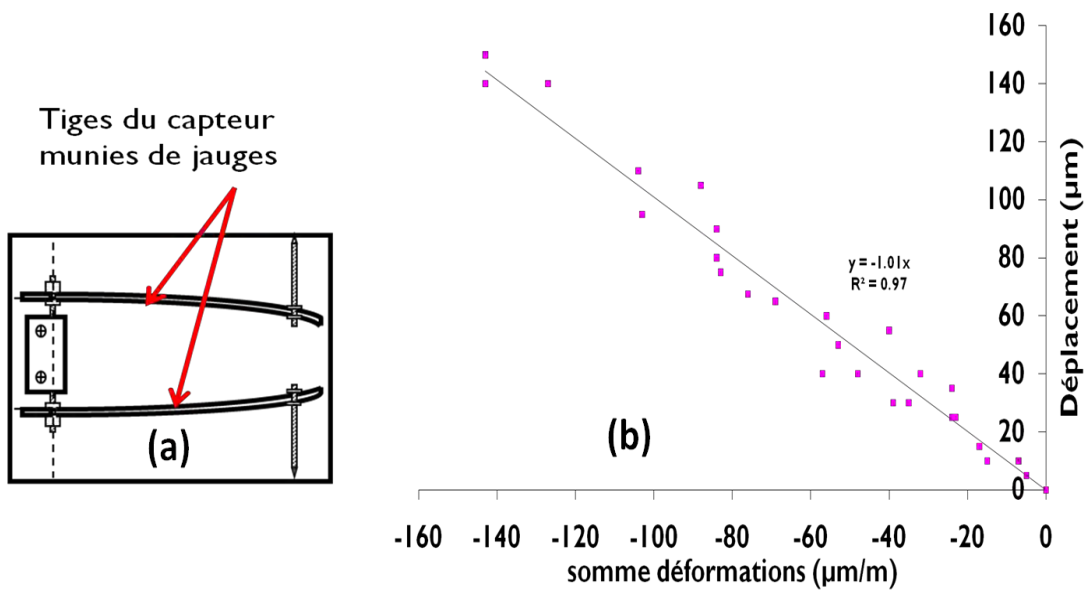 Tiges du capteur
munies de jauges
(a)
160
140
120
100
80
60
40
20
0
Déplacement (µm)
y = -1.01x
R² = 0.97
(b)
-160 -140 -120 -100 -80 -60 -40 -20 0
somme déformations (µm/m)